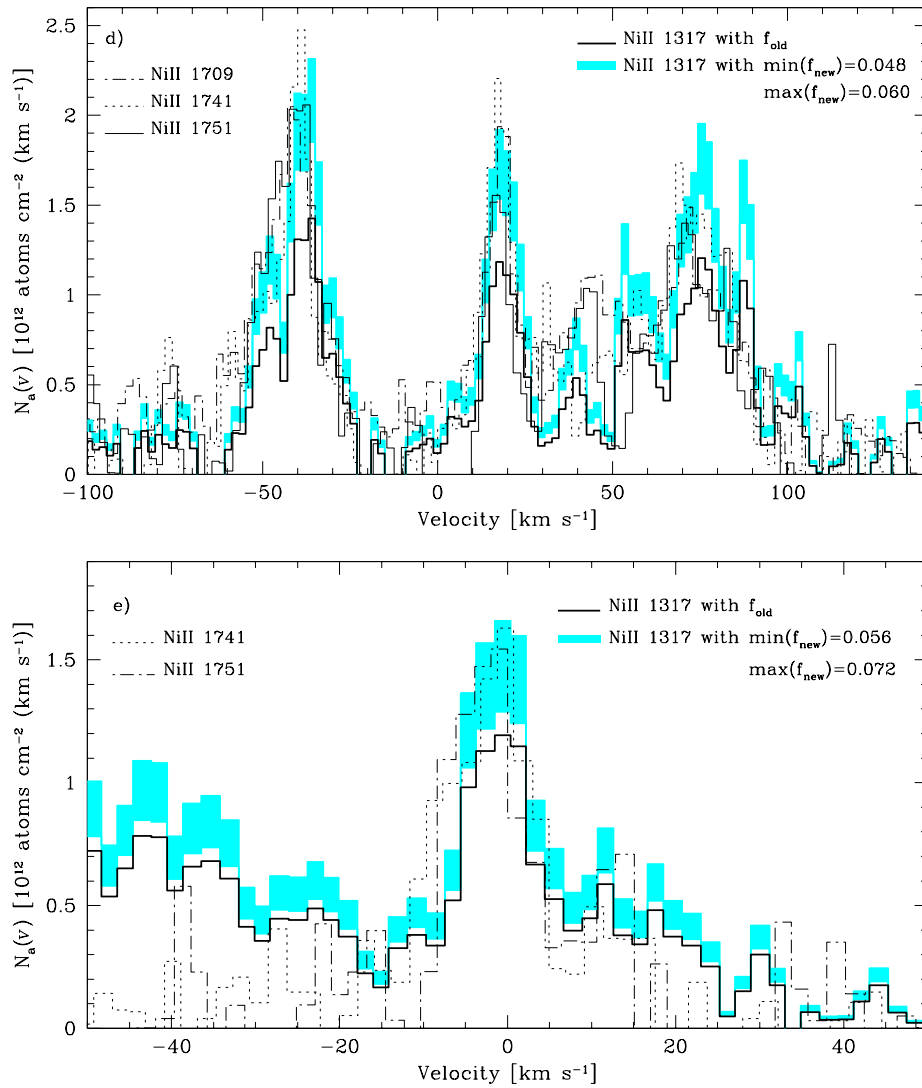 d)
NiII 1709
NiII 1741
NiII 1751
NiII 1317 with f_old
NiII 1317 with min(f_new)=0.048
max(f_new)=0.060
N_a(v) [10¹² atoms cm⁻² (km s⁻¹)]
2.5
2
1.5
1
0.5
0
−100
−50
0
50
100
Velocity [km s⁻¹]
e)
NiII 1741
NiII 1751
NiII 1317 with f_old
NiII 1317 with min(f_new)=0.056
max(f_new)=0.072
N_a(v) [10¹² atoms cm⁻² (km s⁻¹)]
1.5
1
0.5
0
−40
−20
0
20
40
Velocity [km s⁻¹]